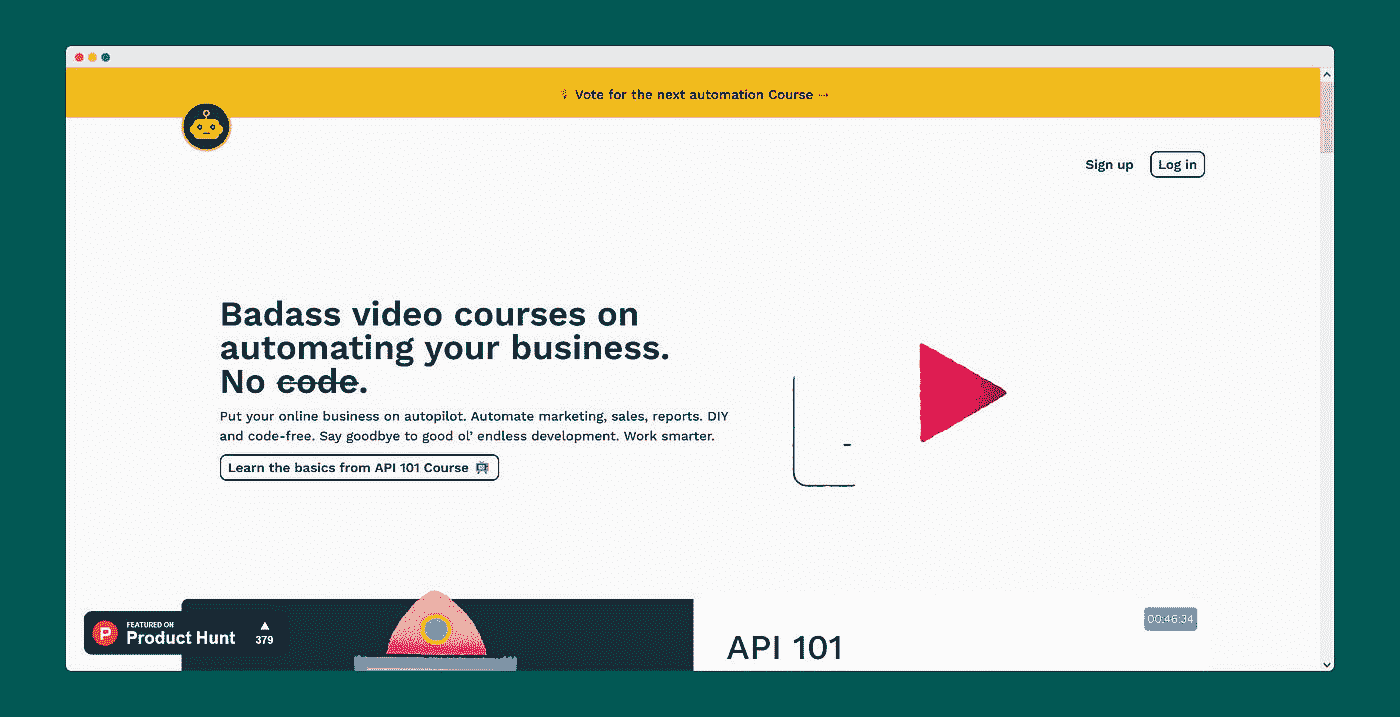 Vote for the next automation Course →
Sign up
Log in
Badass video courses on
automating your business.
No code.
Put your online business on autopilot. Automate marketing, sales, reports. DIY
and code-free. Say goodbye to good ol’ endless development. Work smarter.
Learn the basics from API 101 Course
FEATURED ON
P
Product Hunt
379
API 101
00:46:34